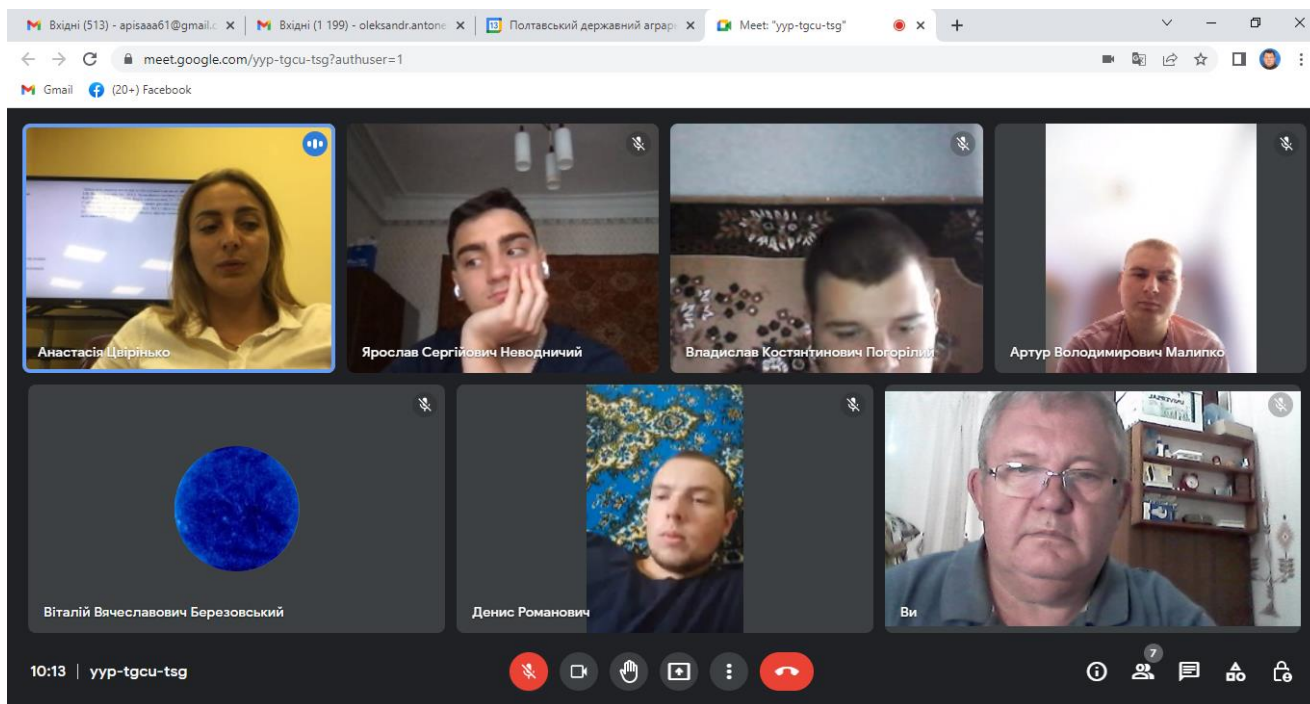 Вхідні (513) - apisaaa61@gmail.c
Вхідні (1 199) - oleksandr.antone
13
Полтавський державний аграрн
Meet: "yyp-tgcu-tsg"
meet.google.com/yyp-tgcu-tsg?authuser=1
Gmail
(20+) Facebook
Анастасія Цвірінько
Ярослав Сергійович Неводничий
Владислав Костянтинович Погорілий
Артур Володимирович Малипко
Віталій Вячеславович Березовський
Денис Романович
Ви
10:13 | yyp-tgcu-tsg
7